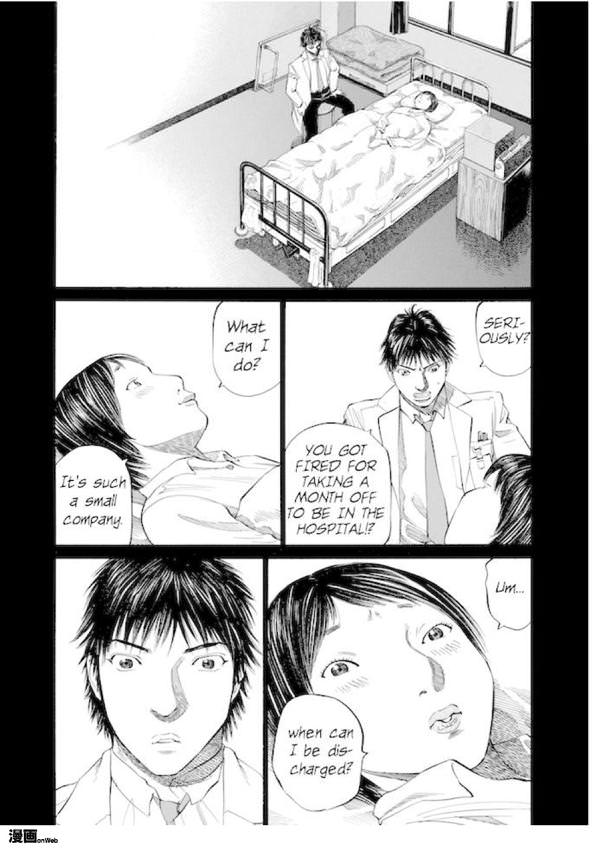 SERI-
OUSLY?
YOU GOT
FIRED FOR
TAKING A
MONTH OFF
TO BE IN THE
HOSPITAL!?
What
can I
do?
It's such
a small
company.
Um...
when can
I be dis-
charged?
漫画onWeb